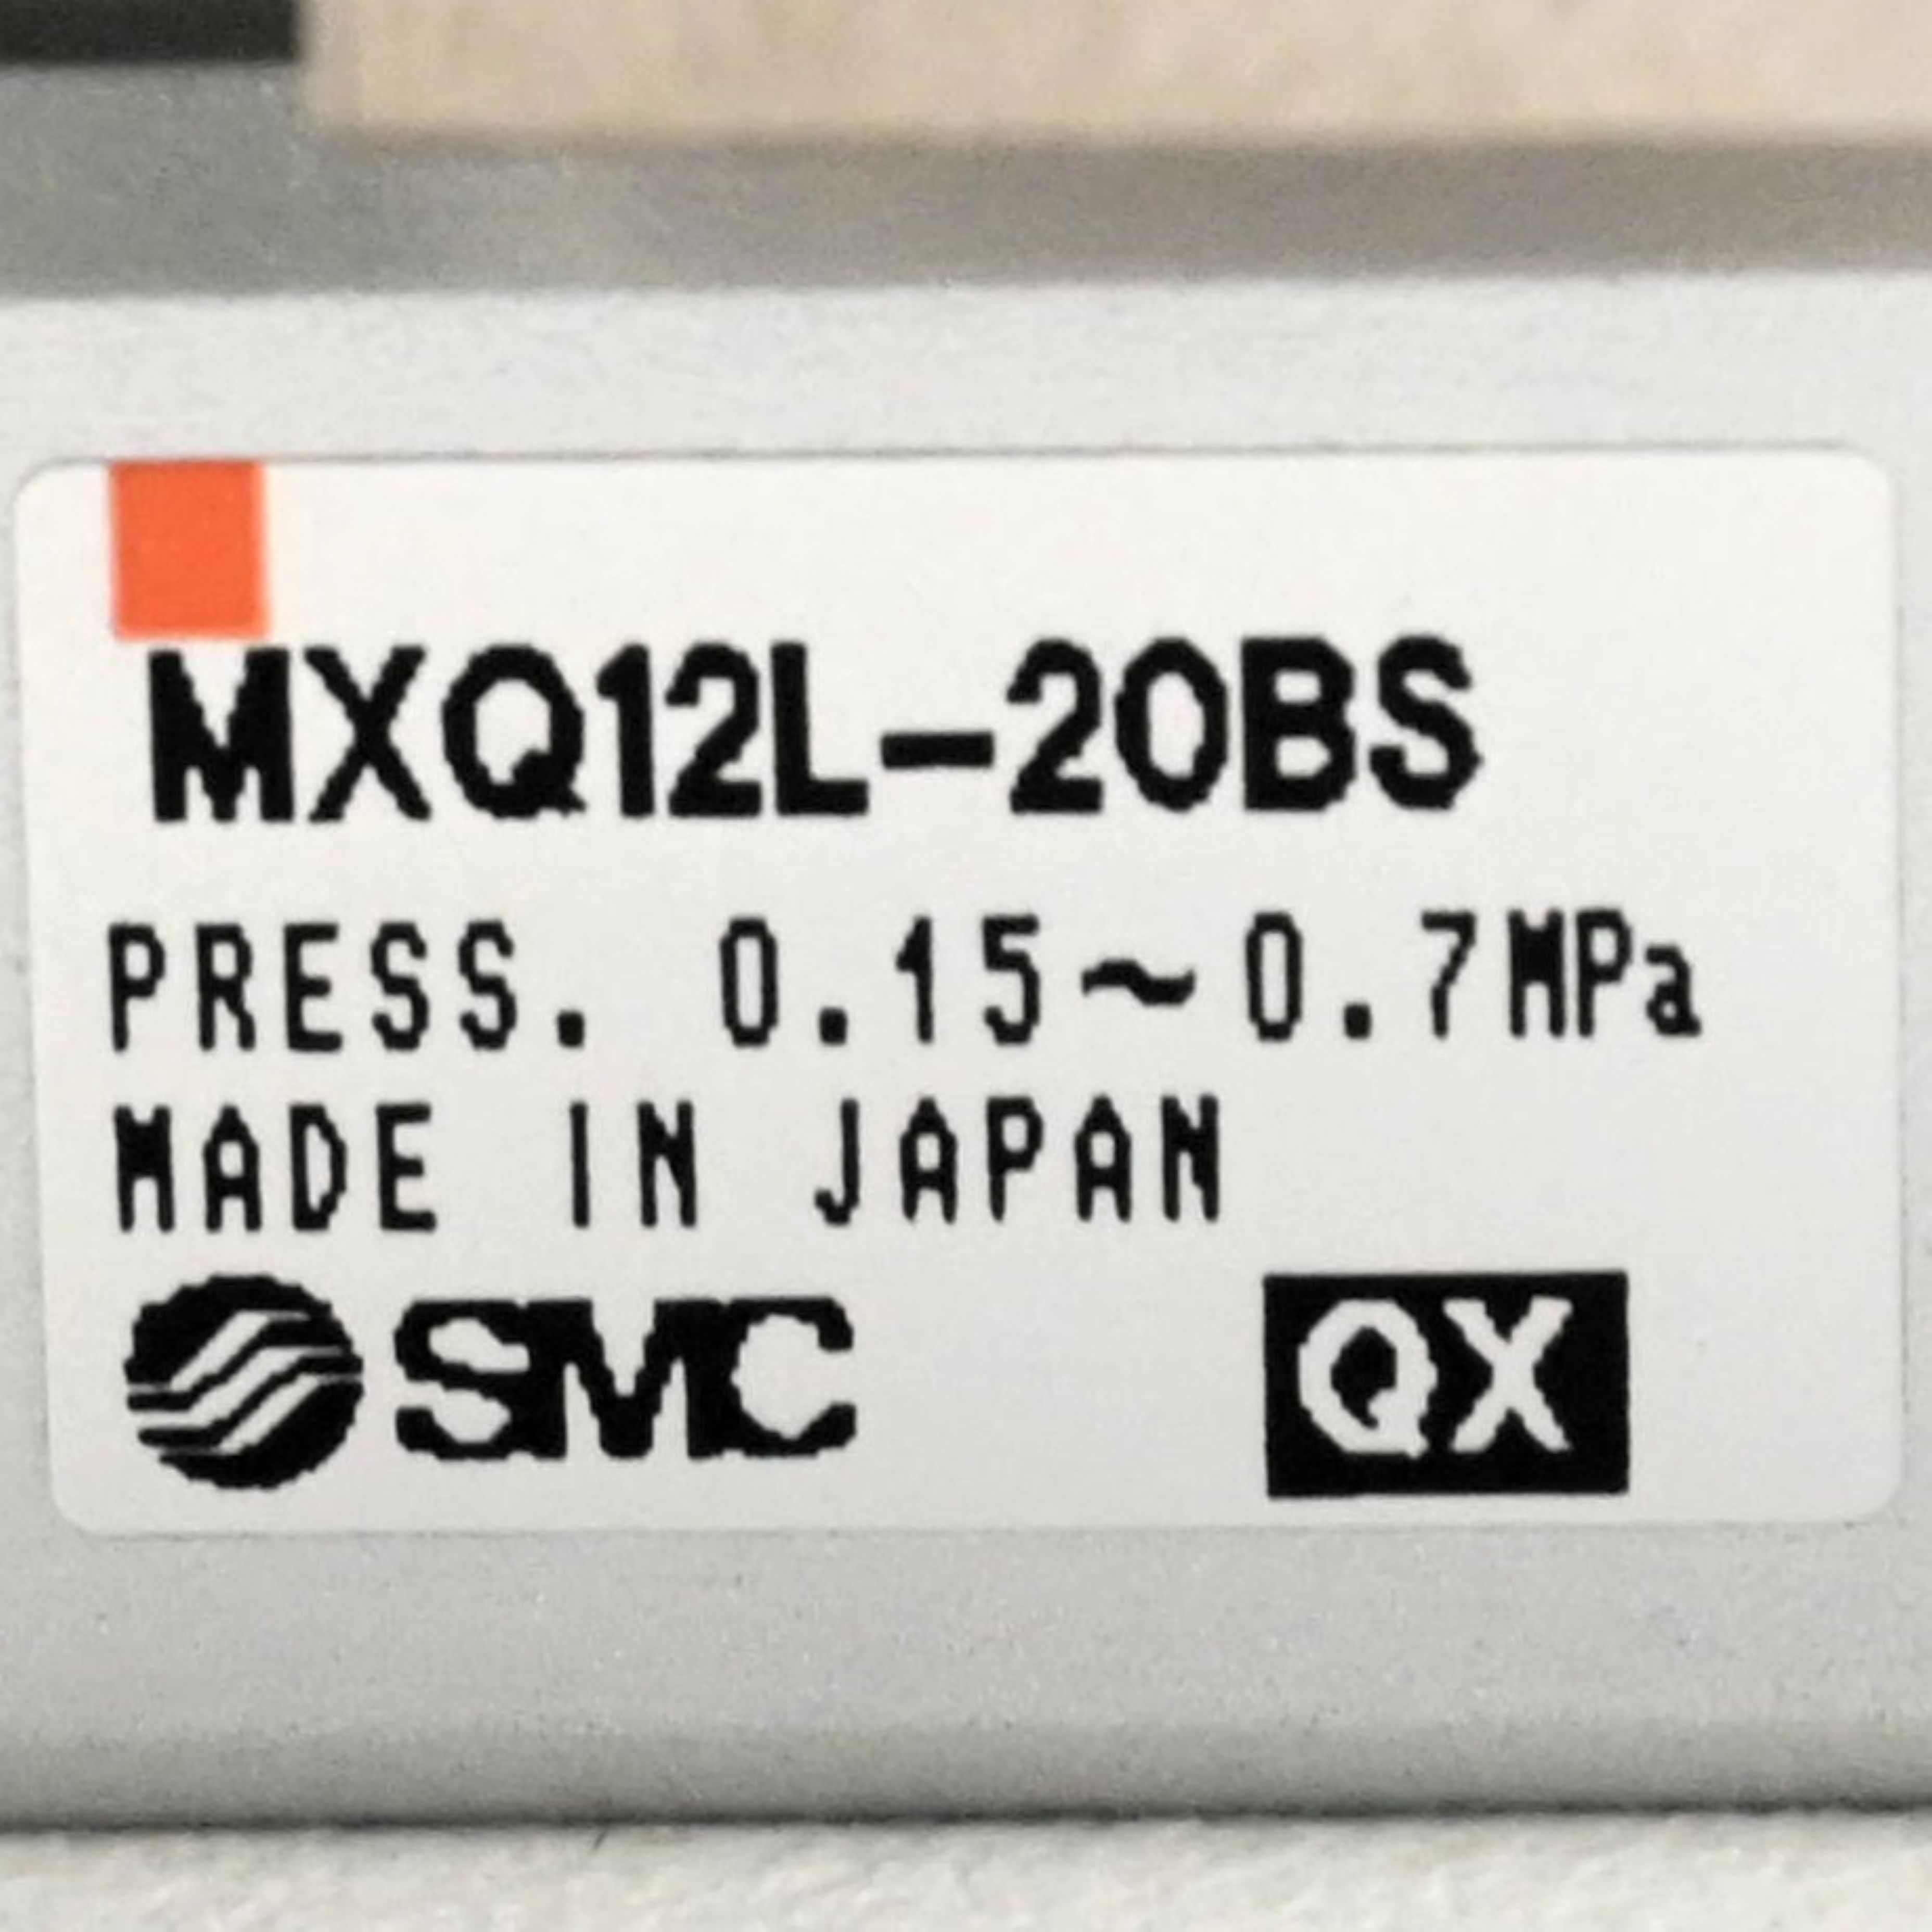 MXQ12L-20BS
PRESS. 0.15~0.7MPa
MADE IN JAPAN
SMC QX